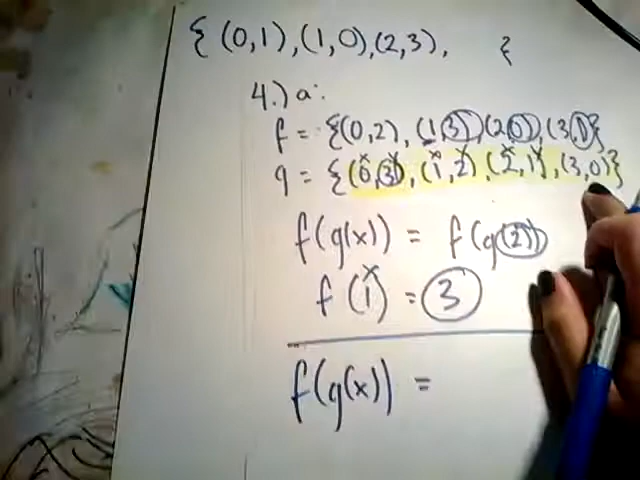 { (0,1), (1,0), (2,3), }
4.) a:
f = {(0,2), (1,3), (2,0), (3,1)}
g = {(0,3), (1,2), (2,1), (3,0)}
f(g(x)) = f(g(2))
f(1) = 3
f(g(x)) =